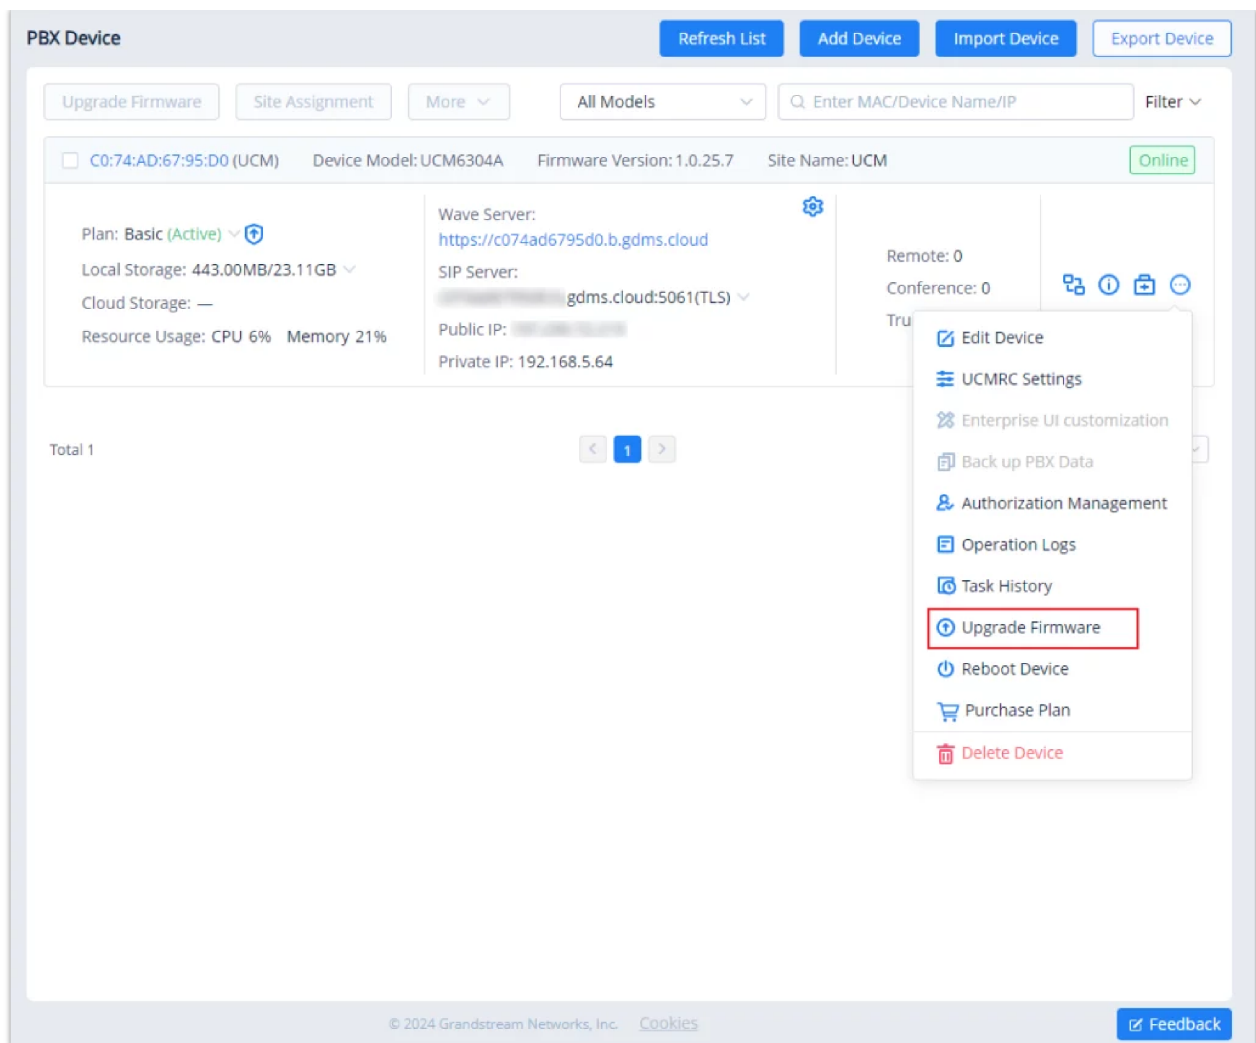 PBX Device
Refresh List
Add Device
Import Device
Export Device
Upgrade Firmware
Site Assignment
More
All Models
Enter MAC/Device Name/IP
Filter
C0:74:AD:67:95:D0 (UCM)
Device Model: UCM6304A
Firmware Version: 1.0.25.7
Site Name: UCM
Online
Plan: Basic (Active)
Local Storage: 443.00MB/23.11GB
Cloud Storage: —
Resource Usage: CPU 6% Memory 21%
Wave Server:
https://c074ad6795d0.b.gdms.cloud
SIP Server:
gdms.cloud:5061(TLS)
Public IP:
Private IP: 192.168.5.64
Remote: 0
Conference: 0
Tru
Edit Device
UCMRC Settings
Enterprise UI customization
Back up PBX Data
Authorization Management
Operation Logs
Task History
Upgrade Firmware
Reboot Device
Purchase Plan
Delete Device
Total 1
1
© 2024 Grandstream Networks, Inc.
Cookies
Feedback